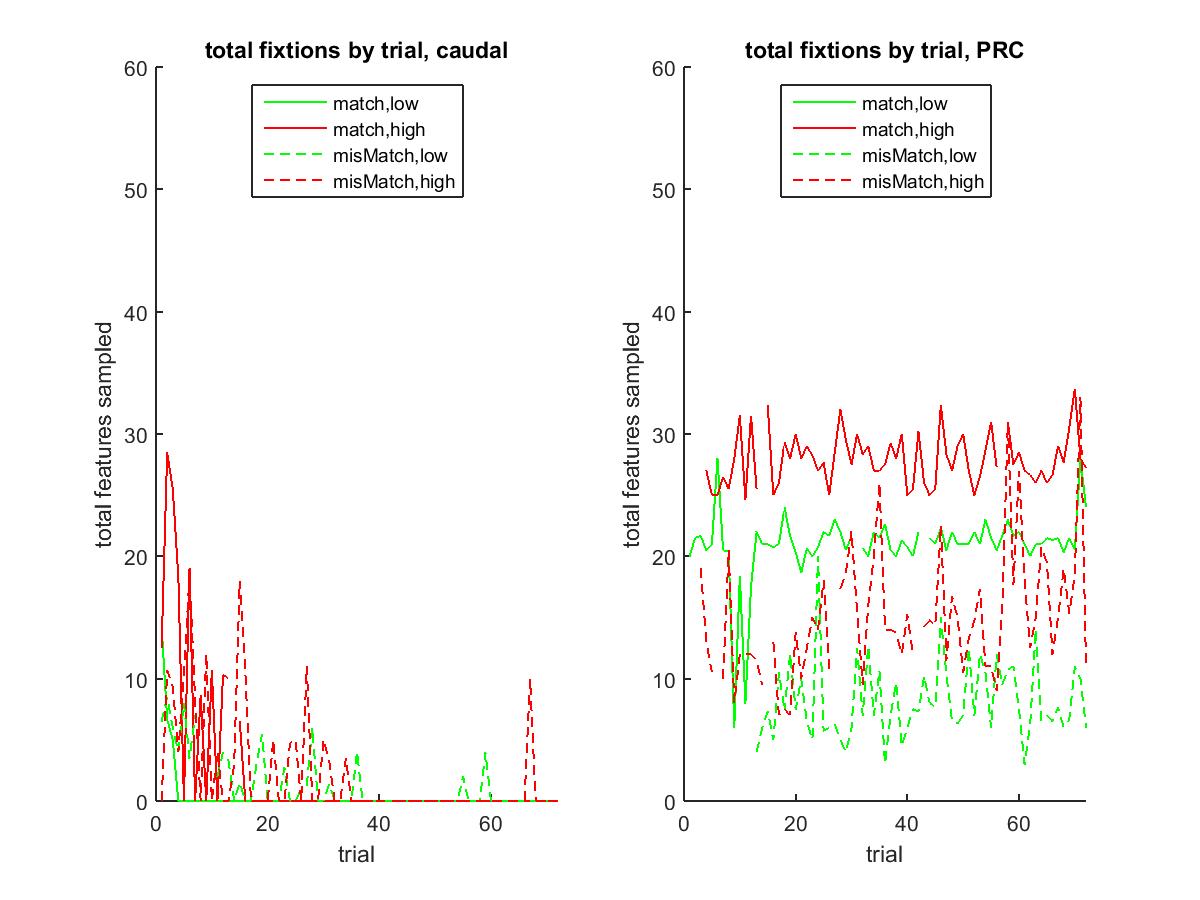 total fixtions by trial, caudal
60
50
40
30
20
10
0
total features sampled
match,low
match,high
misMatch,low
misMatch,high
0 20 40 60
trial
total fixtions by trial, PRC
60
50
40
30
20
10
0
total features sampled
match,low
match,high
misMatch,low
misMatch,high
0 20 40 60
trial